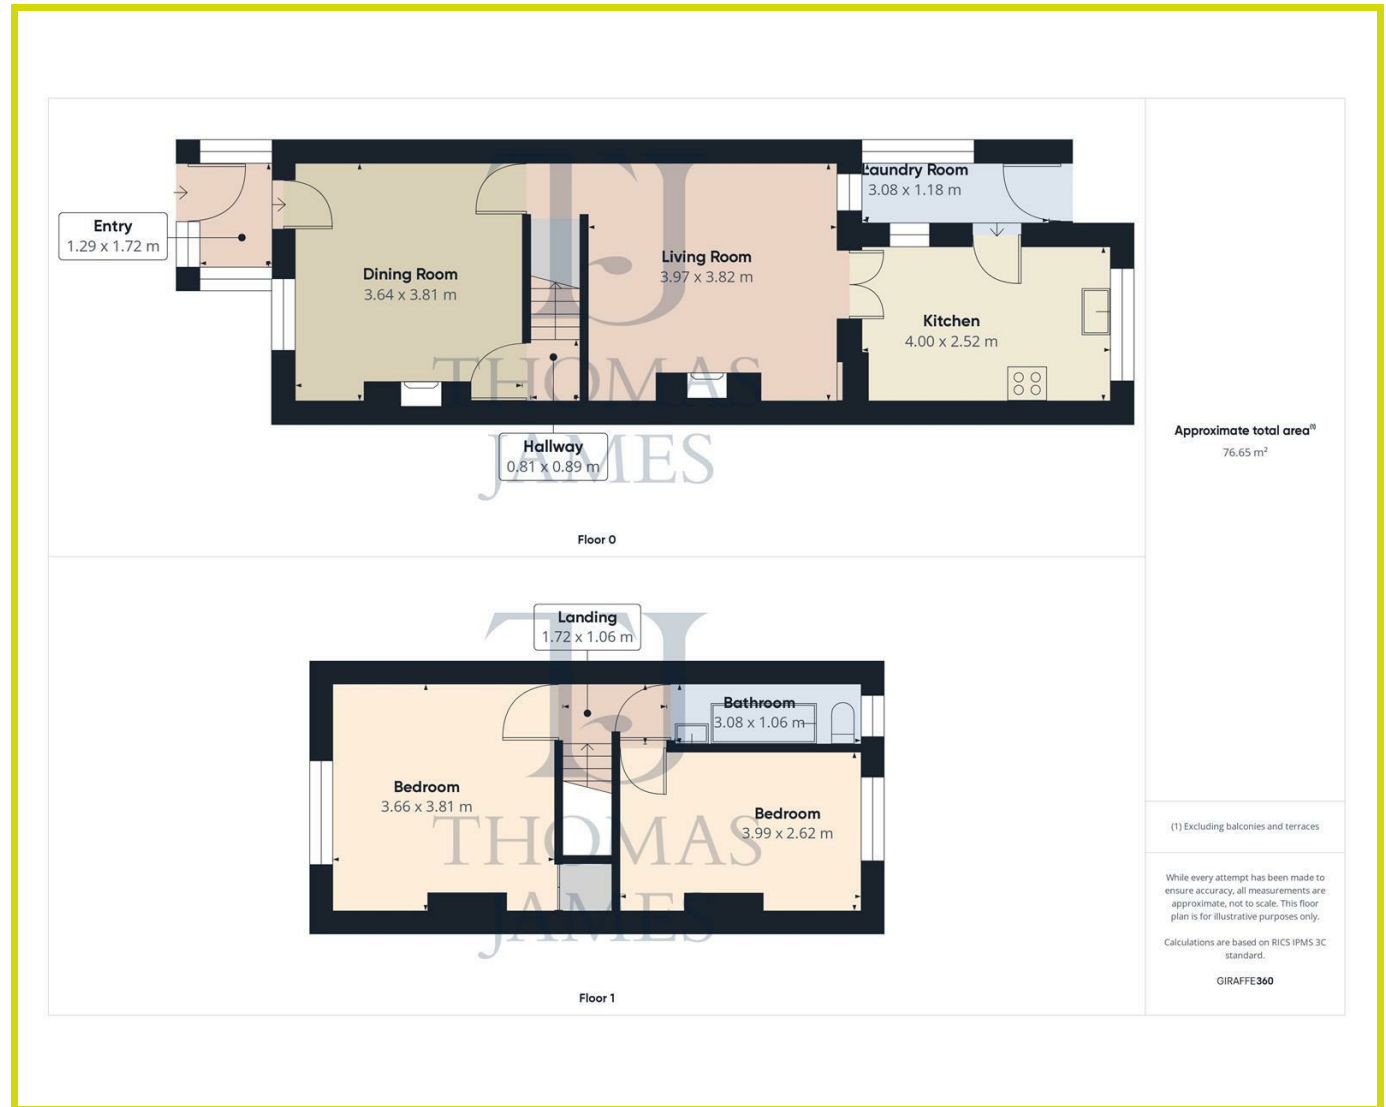 Entry
1.29 x 1.72 m
Dining Room
3.64 x 3.81 m
Living Room
3.97 x 3.82 m
Laundry Room
3.08 x 1.18 m
Kitchen
4.00 x 2.52 m
Hallway
0.81 x 0.89 m
TJ
THOMAS
JAMES
Floor 0
Landing
1.72 x 1.06 m
Bathroom
3.08 x 1.06 m
Bedroom
3.66 x 3.81 m
Bedroom
3.99 x 2.62 m
TJ
THOMAS
JAMES
Floor 1
Approximate total area(1)
76.65 m²
(1) Excluding balconies and terraces
While every attempt has been made to
ensure accuracy, all measurements are
approximate, not to scale. This floor
plan is for illustrative purposes only.
Calculations are based on RICS IPMS 3C
standard.
GIRAFFE360